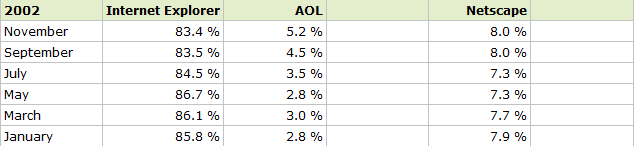 2002 Internet Explorer AOL Netscape
November 83.4 % 5.2 % 8.0 %
September 83.5 % 4.5 % 8.0 %
July 84.5 % 3.5 % 7.3 %
May 86.7 % 2.8 % 7.3 %
March 86.1 % 3.0 % 7.7 %
January 85.8 % 2.8 % 7.9 %